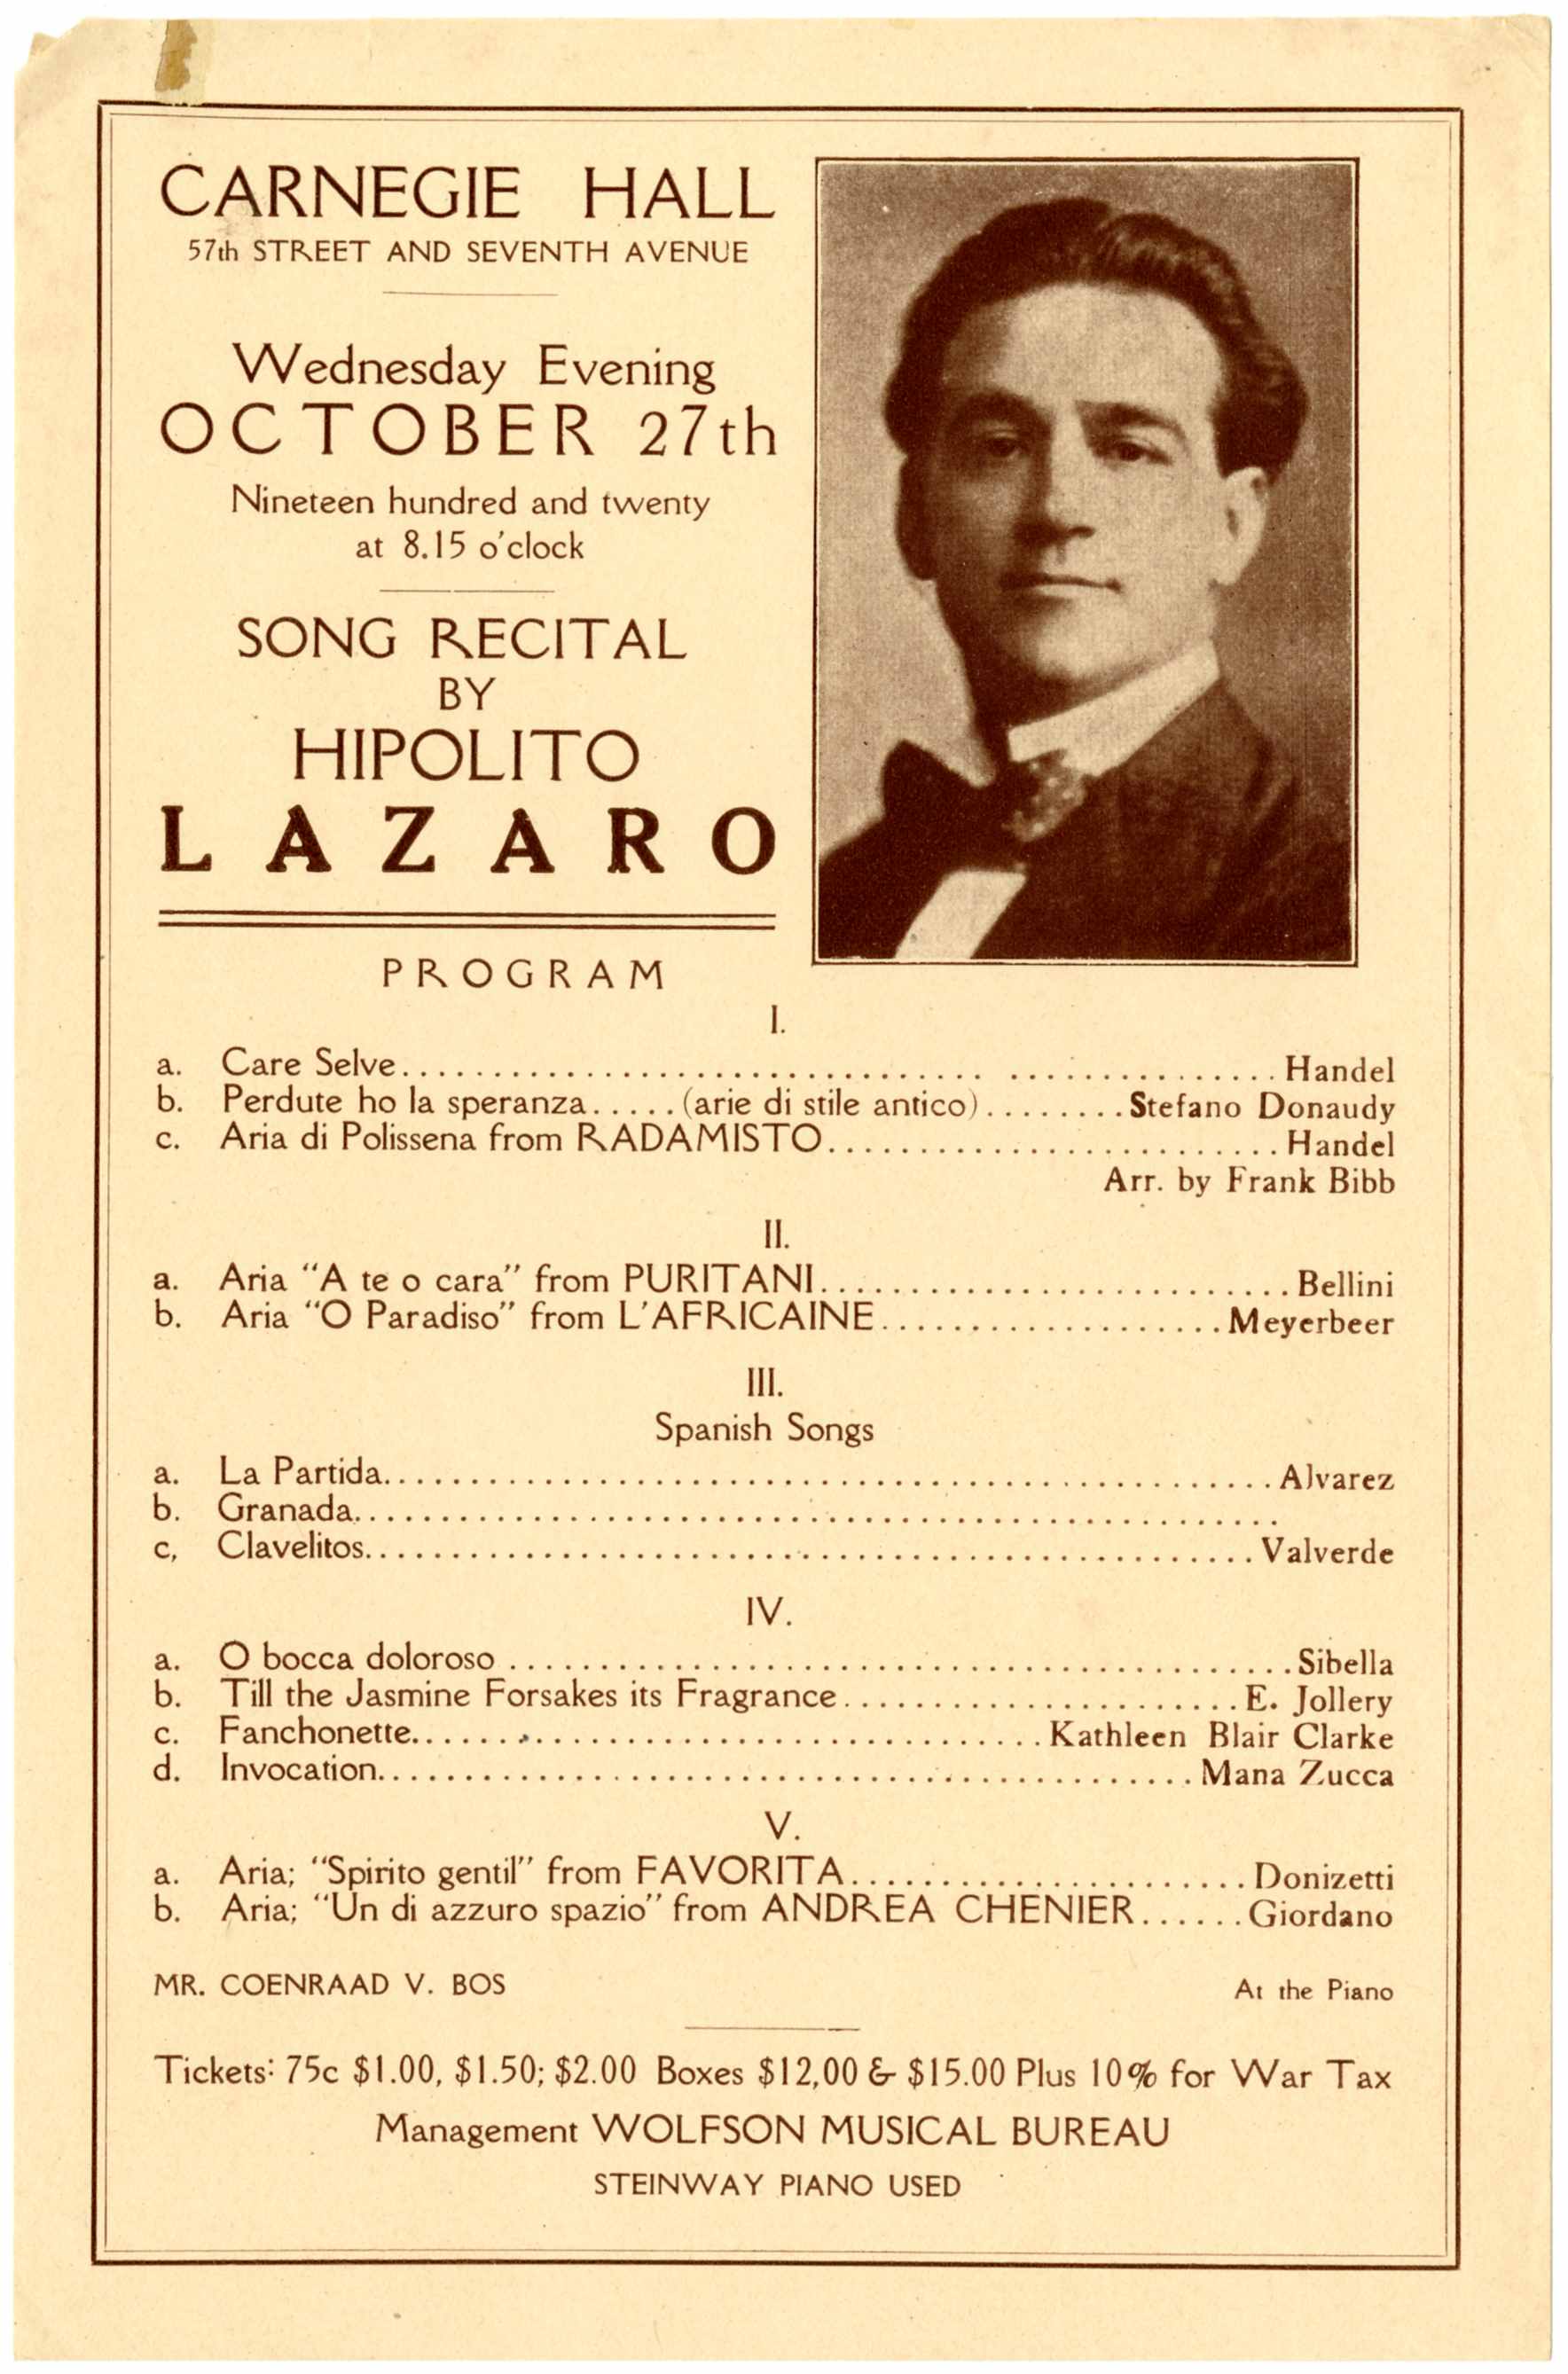 CARNEGIE HALL
57th STREET AND SEVENTH AVENUE
Wednesday Evening
OCTOBER 27th
Nineteen hundred and twenty
at 8.15 o'clock
SONG RECITAL
BY
HIPOLITO
LAZARO
PROGRAM
I.
a. Care Selve................................. ............... Handel
b. Perdute ho la speranza.....(arie di stile antico)........Stefano Donaudy
c. Aria di Polissena from RADAMISTO.........................Handel
Arr. by Frank Bibb
II.
a. Aria "A te o cara" from PURITANI...........................Bellini
b. Aria "O Paradiso" from L'AFRICAINE...................Meyerbeer
III.
Spanish Songs
a. La Partida....................................................Alvarez
b. Granada......................................................
c, Clavelitos....................................................Valverde
IV.
a. O bocca doloroso ...........................................Sibella
b. Till the Jasmine Forsakes its Fragrance......................E. Jollery
c. Fanchonette.....................................Kathleen Blair Clarke
d. Invocation...............................................Mana Zucca
V.
a. Aria; "Spirito gentil" from FAVORITA.......................Donizetti
b. Aria; "Un di azzuro spazio" from ANDREA CHENIER......Giordano
MR. COENRAAD V. BOS At the Piano
Tickets: 75c $1.00, $1.50; $2.00 Boxes $12,00 & $15.00 Plus 10% for War Tax
Management WOLFSON MUSICAL BUREAU
STEINWAY PIANO USED